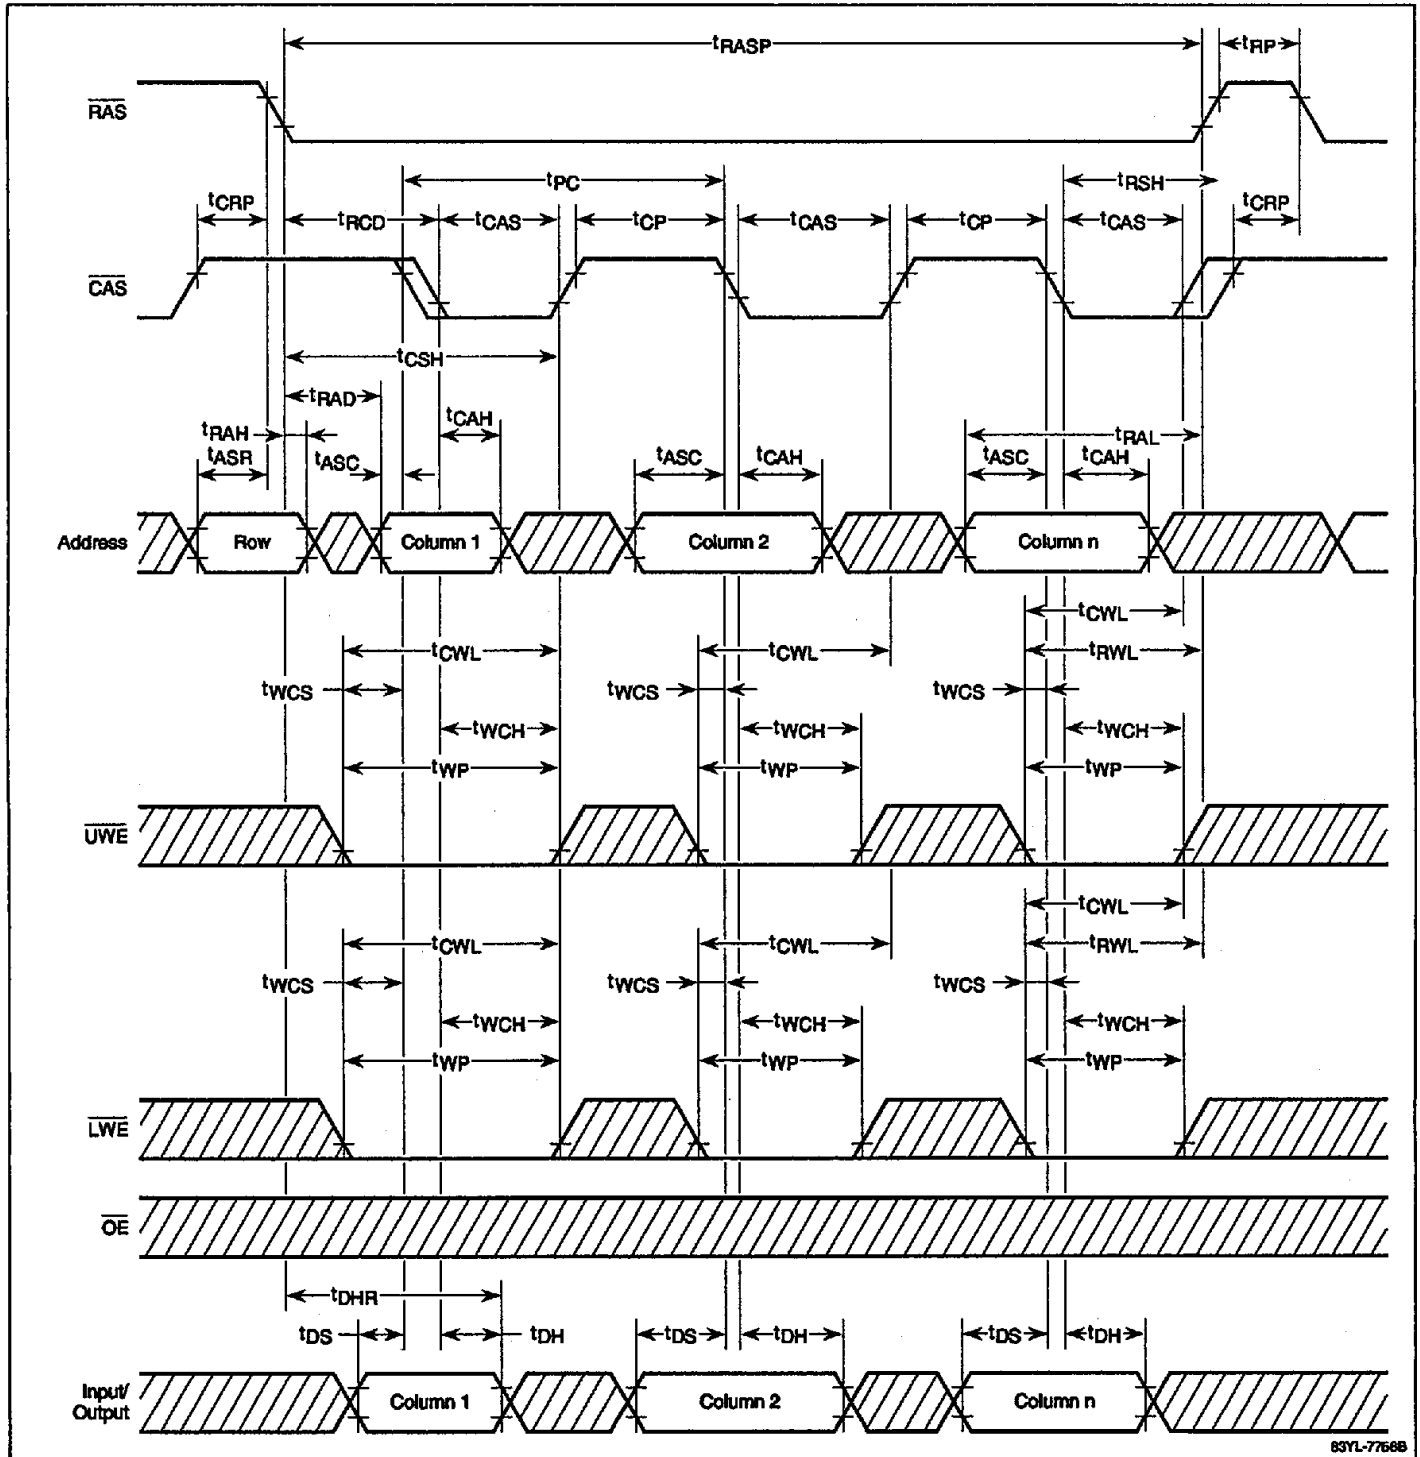 tRASP tRP
RAS
tPC tRSH
tCRP tRCD tCAS tCP tCAS tCP tCAS tCRP
CAS
tCSH
tRAD
tRAH tCAH tRAL
tASR tASC tASC tCAH tASC tCAH
Address Row Column 1 Column 2 Column n
tCWL
tCWL tCWL tRWL
tWCS tWCS tWCS
tWCH tWCH tWCH
tWP tWP tWP
UWE
tCWL
tCWL tCWL tRWL
tWCS tWCS tWCS
tWCH tWCH tWCH
tWP tWP tWP
LWE
OE
tDHR
tDS tDH tDS tDH tDS tDH
Input/
Output Column 1 Column 2 Column n
83YL-7756B